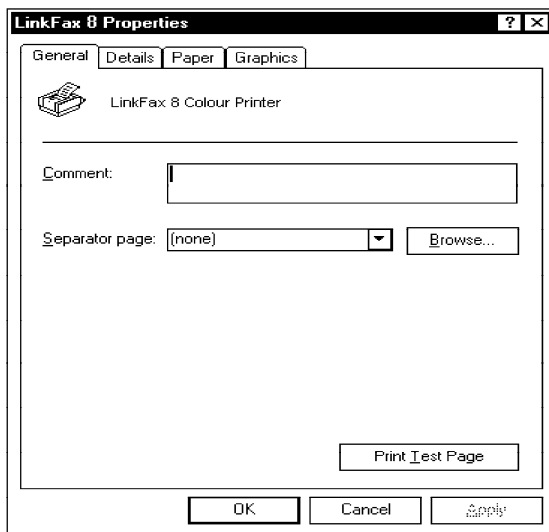 LinkFax 8 Properties ? ×
General Details Paper Graphics
LinkFax 8 Colour Printer
Comment:
Separator page: (none) Browse...
Print Test Page
OK Cancel Apply